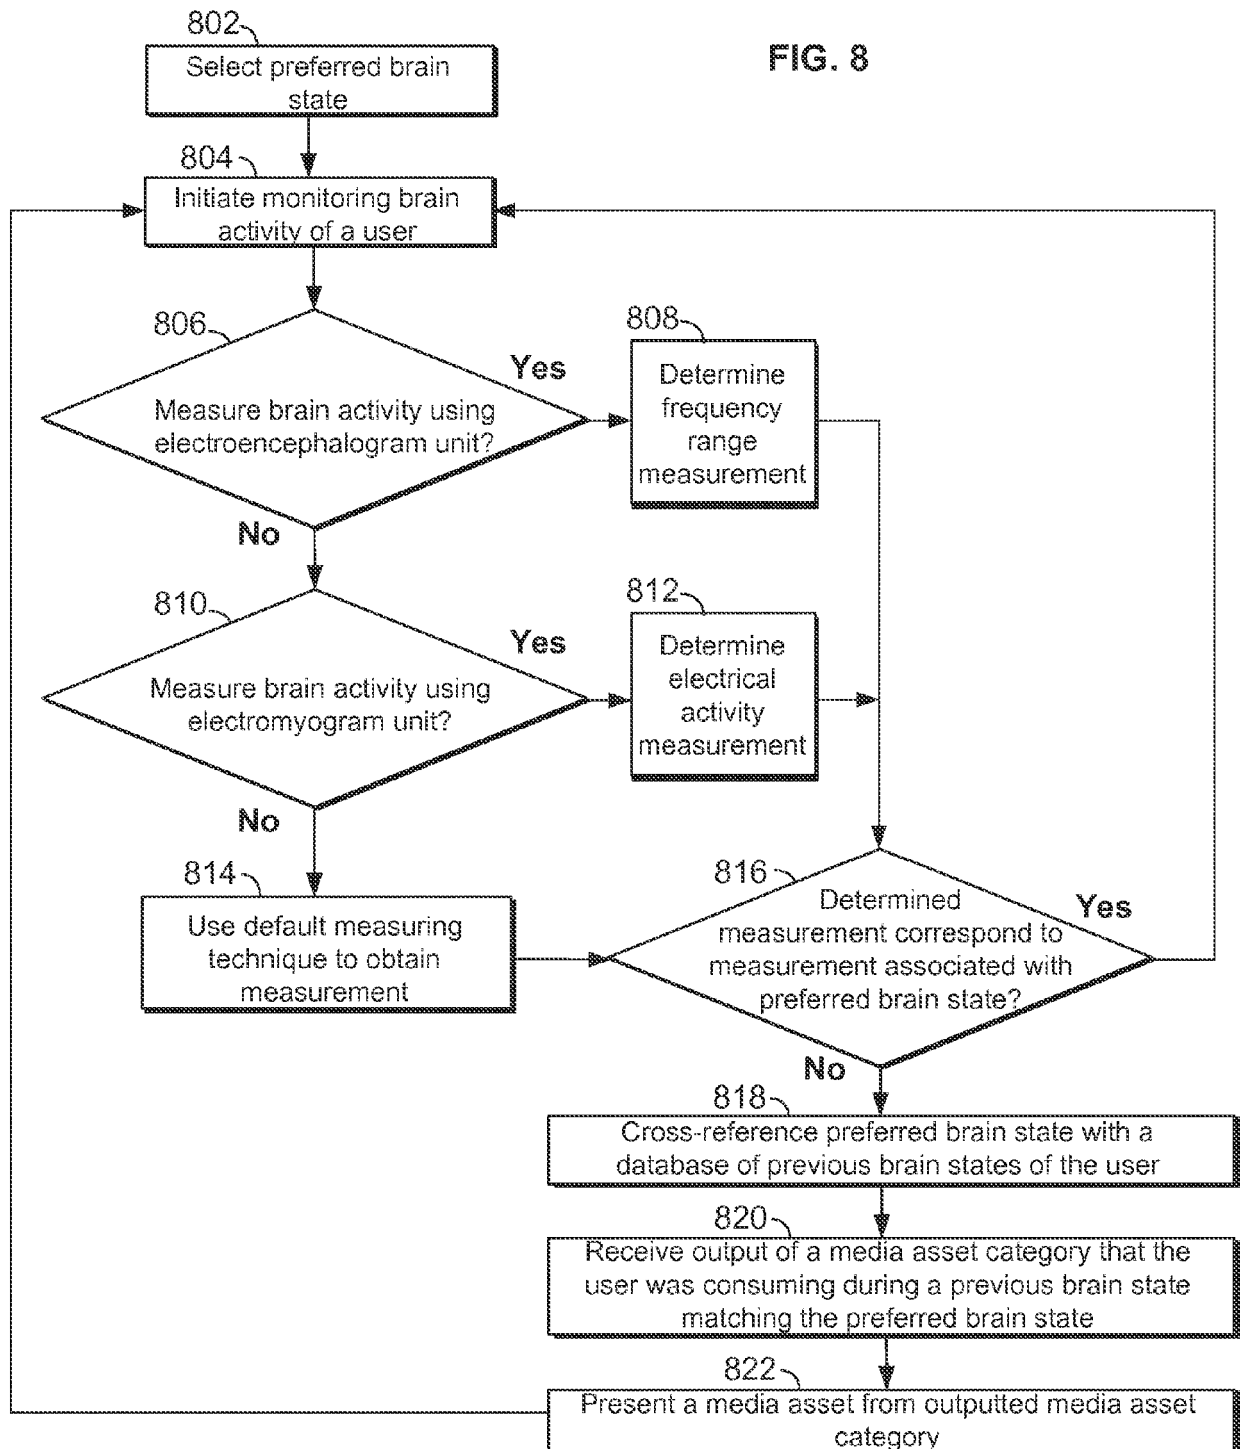 FIG. 8
802
Select preferred brain
state
804
Initiate monitoring brain
activity of a user
806
Measure brain activity using
electroencephalogram unit?
Yes
No
808
Determine
frequency
range
measurement
810
Measure brain activity using
electromyogram unit?
Yes
No
812
Determine
electrical
activity
measurement
814
Use default measuring
technique to obtain
measurement
816
Determined
measurement correspond to
measurement associated with
preferred brain state?
Yes
No
818
Cross-reference preferred brain state with a
database of previous brain states of the user
820
Receive output of a media asset category that the
user was consuming during a previous brain state
matching the preferred brain state
822
Present a media asset from outputted media asset
category